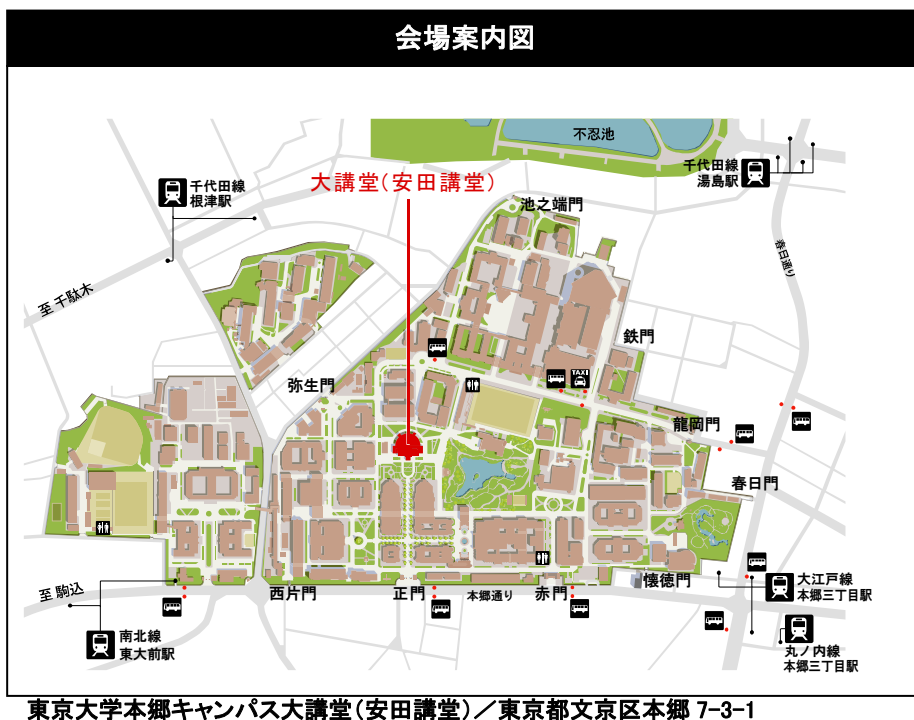 会場案内図
不忍池
千代田線
湯島駅
千代田線
根津駅
大講堂(安田講堂)
池之端門
春日通り
至 千駄木
鉄門
TAXI
弥生門
龍岡門
春日門
至 駒込
西片門
正門
本郷通り
赤門
懐徳門
大江戸線
本郷三丁目駅
南北線
東大前駅
丸ノ内線
本郷三丁目駅
東京大学本郷キャンパス大講堂(安田講堂)/東京都文京区本郷 7-3-1